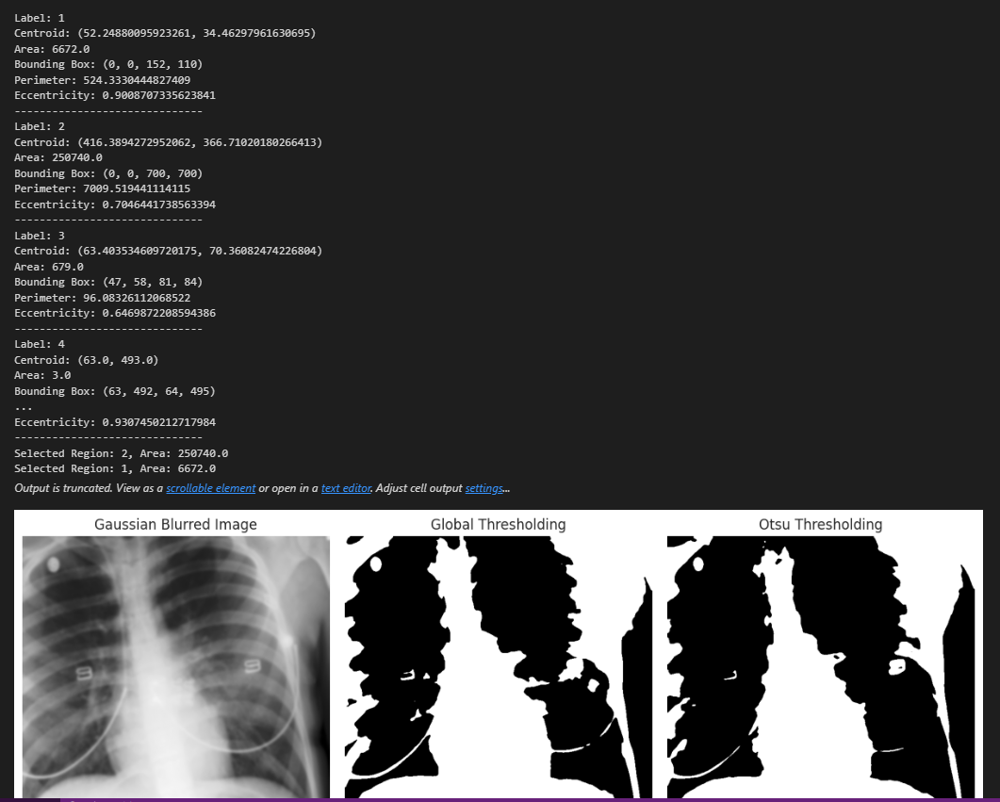 Label: 1
Centroid: (52.24880095923261, 34.46297961630695)
Area: 6672.0
Bounding Box: (0, 0, 152, 110)
Perimeter: 524.3330444827409
Eccentricity: 0.9008707335623841
------------------------------
Label: 2
Centroid: (416.3894272952062, 366.71020180266413)
Area: 250740.0
Bounding Box: (0, 0, 700, 700)
Perimeter: 7009.519441114115
Eccentricity: 0.7046441738563394
------------------------------
Label: 3
Centroid: (63.403534609720175, 70.36082474226804)
Area: 679.0
Bounding Box: (47, 58, 81, 84)
Perimeter: 96.08326112068522
Eccentricity: 0.6469872208594386
------------------------------
Label: 4
Centroid: (63.0, 493.0)
Area: 3.0
Bounding Box: (63, 492, 64, 495)
...
Eccentricity: 0.9307450212717984
------------------------------
Selected Region: 2, Area: 250740.0
Selected Region: 1, Area: 6672.0
Output is truncated. View as a scrollable element or open in a text editor. Adjust cell output settings...
Gaussian Blurred Image Global Thresholding Otsu Thresholding